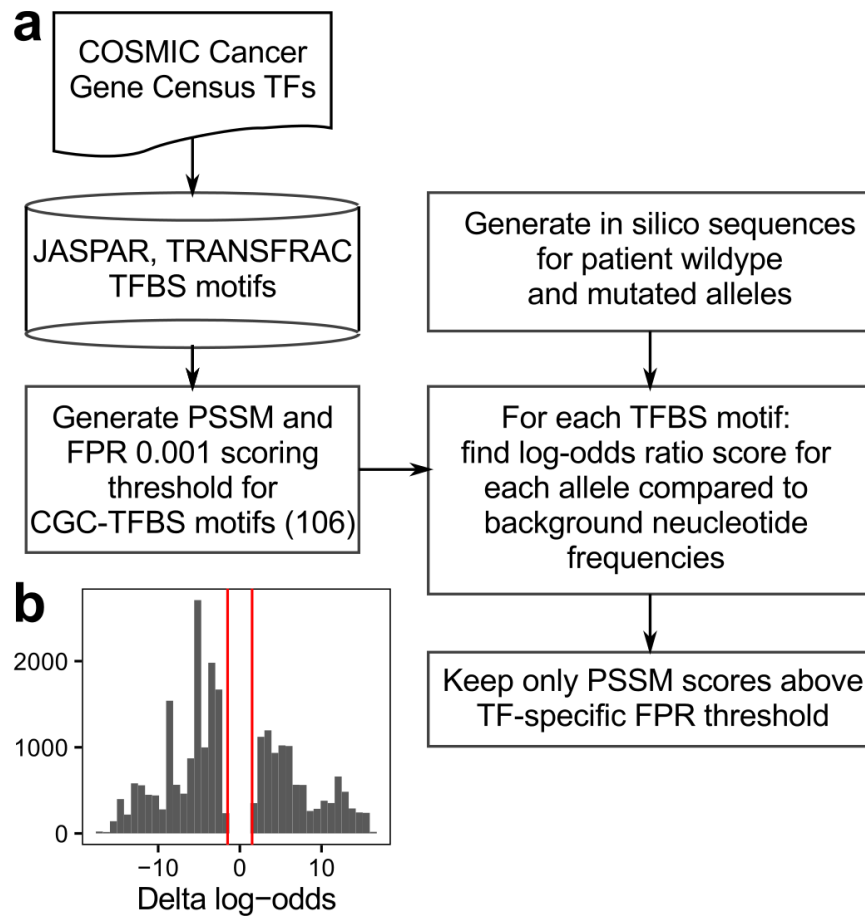 a
COSMIC Cancer
Gene Census TFs
JASPAR, TRANSFRAC
TFBS motifs
Generate PSSM and
FPR 0.001 scoring
threshold for
CGC-TFBS motifs (106)
Generate in silico sequences
for patient wildype
and mutated alleles
For each TFBS motif:
find log-odds ratio score for
each allele compared to
background neucleotide
frequencies
Keep only PSSM scores above
TF-specific FPR threshold
b
2000
1000
0
−10
0
10
Delta log−odds